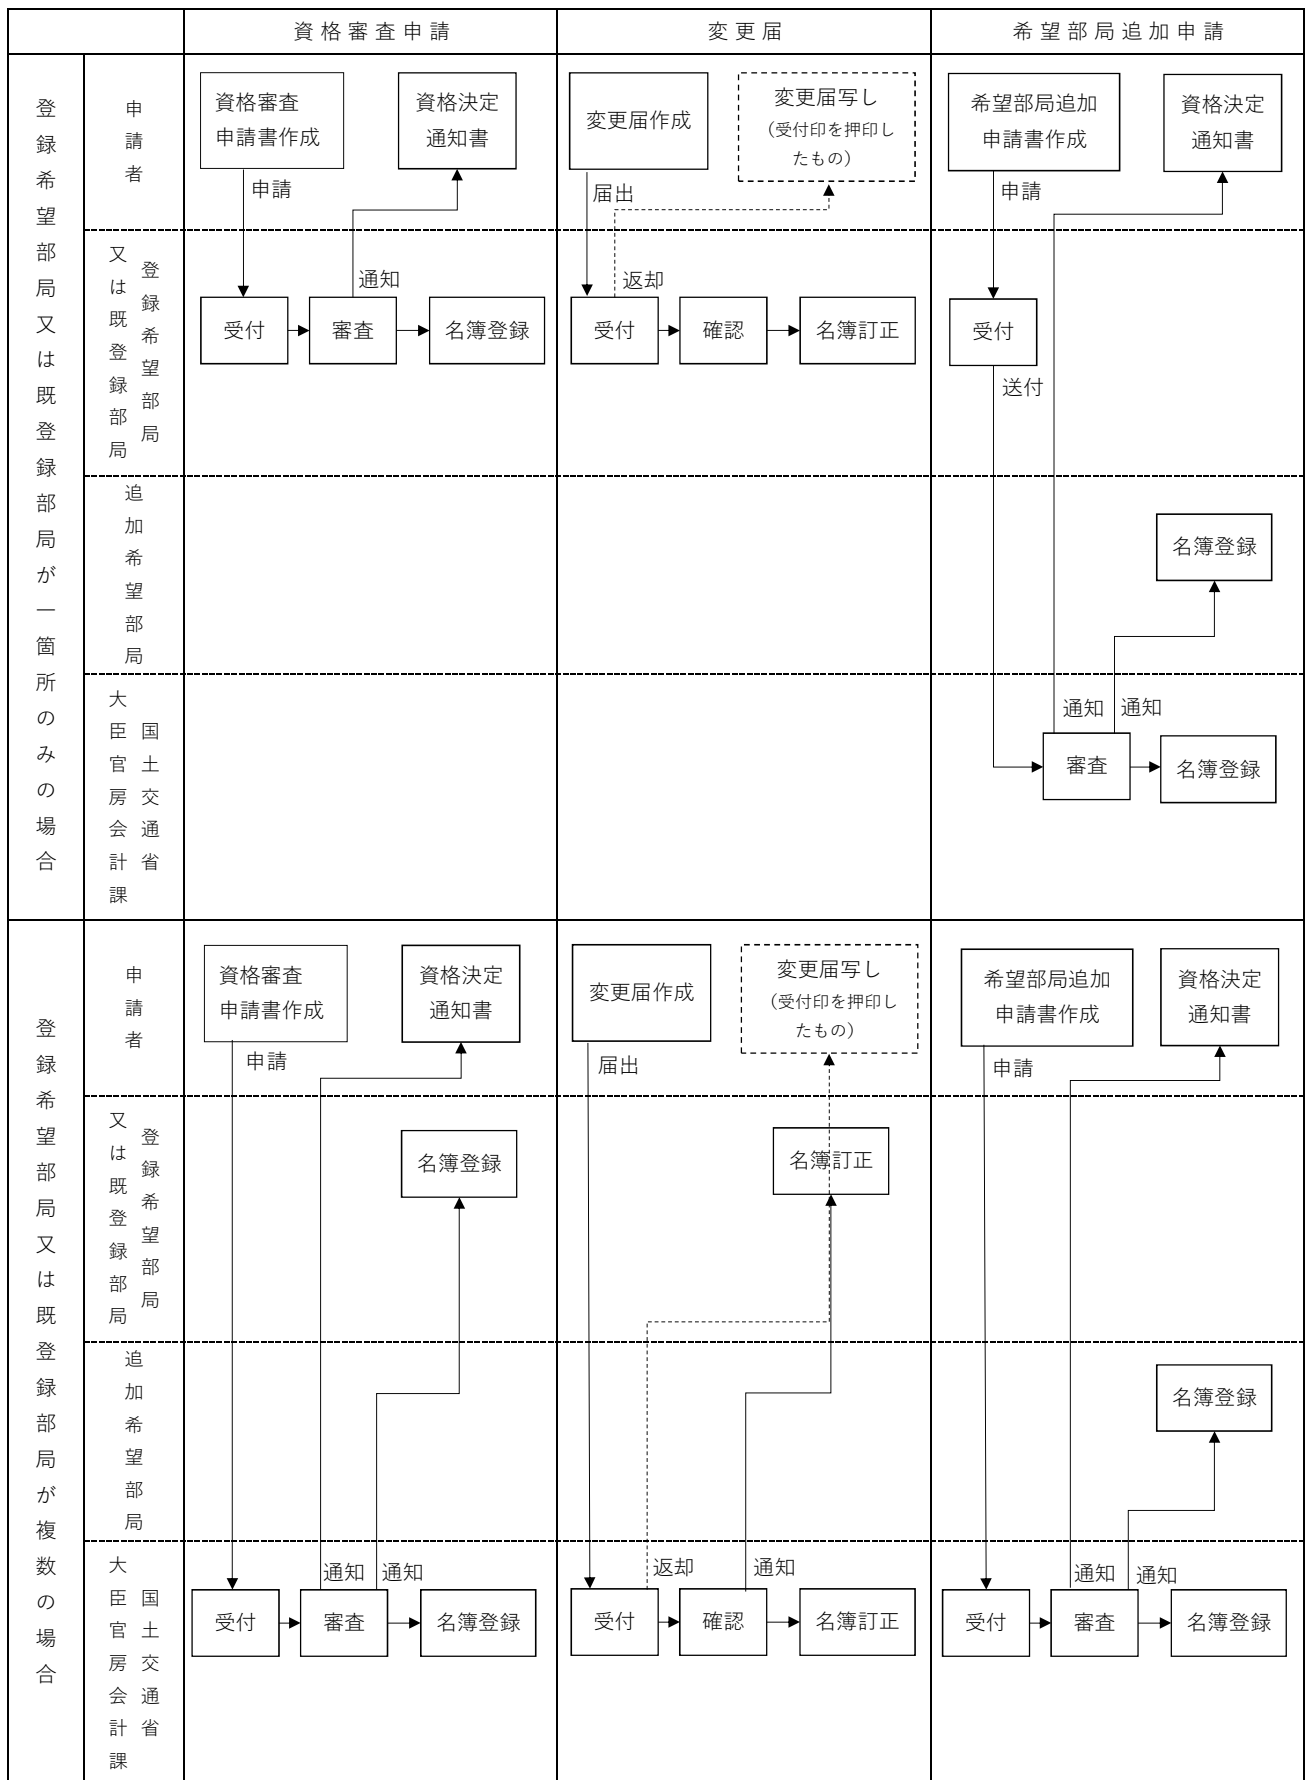 資格審査申請
変更届
希望部局追加申請
登録希望部局又は既登録部局が一箇所のみの場合
申請者
資格審査
申請書作成
資格決定
通知書
申請
変更届作成
変更届写し
（受付印を押印し
たもの）
届出
希望部局追加
申請書作成
資格決定
通知書
申請
登録希望部局
又は既登録部局
通知
受付
審査
名簿登録
返却
受付
確認
名簿訂正
受付
送付
追加希望部局
名簿登録
国土交通省
大臣官房会計課
通知
通知
審査
名簿登録
登録希望部局又は既登録部局が複数の場合
申請者
資格審査
申請書作成
資格決定
通知書
申請
変更届作成
変更届写し
（受付印を押印し
たもの）
届出
希望部局追加
申請書作成
資格決定
通知書
申請
登録希望部局
又は既登録部局
名簿登録
名簿訂正
追加希望部局
名簿登録
国土交通省
大臣官房会計課
通知
通知
受付
審査
名簿登録
返却
通知
受付
確認
名簿訂正
通知
通知
受付
審査
名簿登録